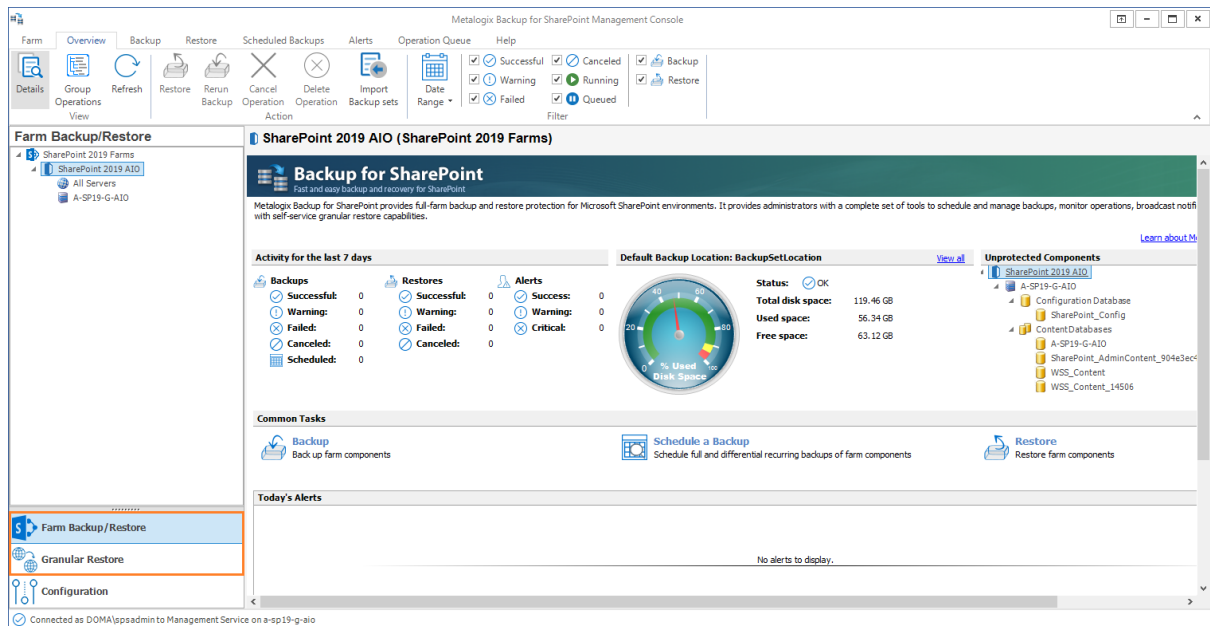 Metalogix Backup for SharePoint Management Console
Farm Overview Backup Restore Scheduled Backups Alerts Operation Queue Help
Details Group Operations Refresh Restore Rerun Backup Cancel Operation Delete Operation Import Backup sets Date Range
Successful Canceled Backup
Warning Running Restore
Failed Queued
View Action Filter
Farm Backup/Restore
SharePoint 2019 Farms
SharePoint 2019 AIO
All Servers
A-SP19-G-AIO
SharePoint 2019 AIO (SharePoint 2019 Farms)
Backup for SharePoint
Fast and easy backup and recovery for SharePoint
Metalogix Backup for SharePoint provides full-farm backup and restore protection for Microsoft SharePoint environments. It provides administrators with a complete set of tools to schedule and manage backups, monitor operations, broadcast notifi
with self-service granular restore capabilities.
Learn about M
Activity for the last 7 days
Backups
Successful: 0
Warning: 0
Failed: 0
Canceled: 0
Scheduled: 0
Restores
Successful: 0
Warning: 0
Failed: 0
Canceled: 0
Alerts
Success: 0
Warning: 0
Critical: 0
Default Backup Location: BackupSetLocation View all
0 20 40 60 80 100
% Used
Disk Space
Status: OK
Total disk space: 119.46 GB
Used space: 56.34 GB
Free space: 63.12 GB
Unprotected Components
SharePoint 2019 AIO
A-SP19-G-AIO
Configuration Database
SharePoint_Config
Content Databases
A-SP19-G-AIO
SharePoint_AdminContent_904e3ec4
WSS_Content
WSS_Content_14506
Common Tasks
Backup
Back up farm components
Schedule a Backup
Schedule full and differential recurring backups of farm components
Restore
Restore farm components
Today's Alerts
No alerts to display.
Farm Backup/Restore
Granular Restore
Configuration
Connected as DOMA\spsadmin to Management Service on a-sp19-g-aio